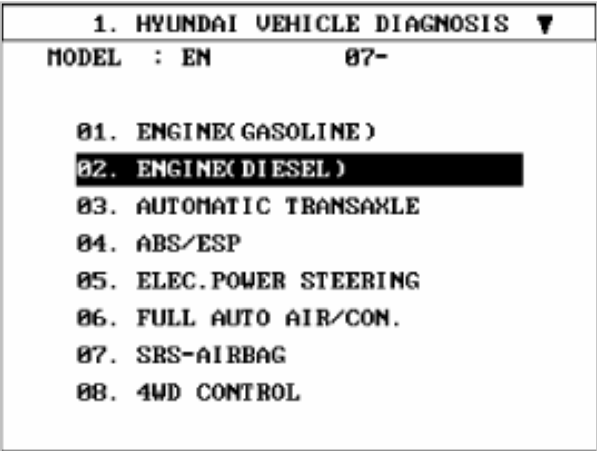 1. HYUNDAI VEHICLE DIAGNOSIS ▼
MODEL : EN 07-
01. ENGINE(GASOLINE)
02. ENGINE(DIESEL)
03. AUTOMATIC TRANSAXLE
04. ABS/ESP
05. ELEC.POWER STEERING
06. FULL AUTO AIR/CON.
07. SRS-AIRBAG
08. 4WD CONTROL